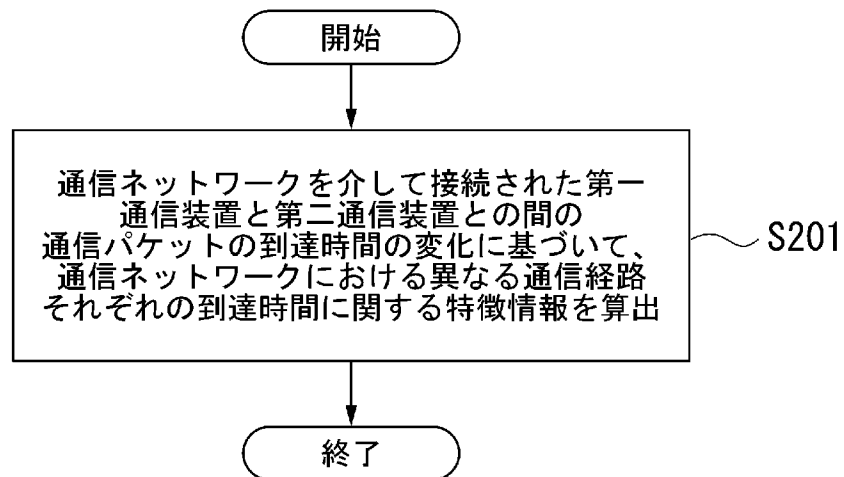 開始
通信ネットワークを介して接続された第一
通信装置と第二通信装置との間の
通信パケットの到達時間の変化に基づいて、
通信ネットワークにおける異なる通信経路
それぞれの到達時間に関する特徴情報を算出
S201
終了